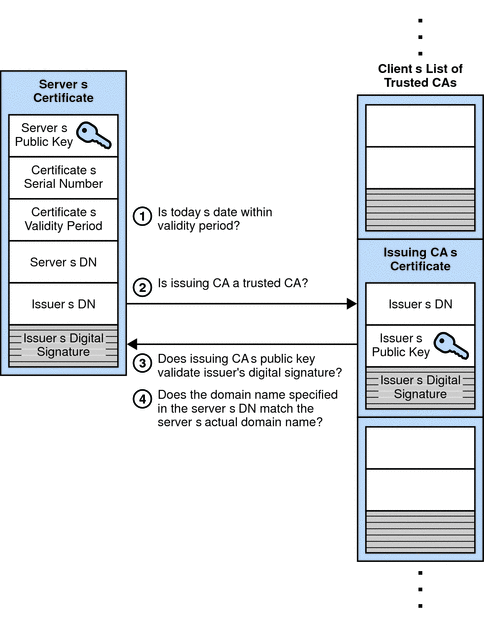 Client s List of
Trusted CAs
Server s
Certificate
Server s
Public Key
Certificate s
Serial Number
Certificate s
Validity Period
Server s DN
Issuer s DN
Issuer s Digital
Signature
1 Is today s date within
validity period?
2 Is issuing CA a trusted CA?
3 Does issuing CA s public key
validate issuer's digital signature?
4 Does the domain name specified
in the server s DN match the
server s actual domain name?
Issuing CA s
Certificate
Issuer s DN
Issuer s
Public Key
Issuer s Digital
Signature